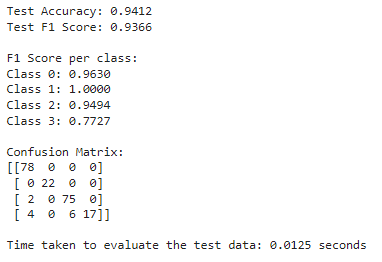 Test Accuracy: 0.9412
Test F1 Score: 0.9366
F1 Score per class:
Class 0: 0.9630
Class 1: 1.0000
Class 2: 0.9494
Class 3: 0.7727
Confusion Matrix:
[[78  0  0  0]
 [ 0 22  0  0]
 [ 2  0 75  0]
 [ 4  0  6 17]]
Time taken to evaluate the test data: 0.0125 seconds